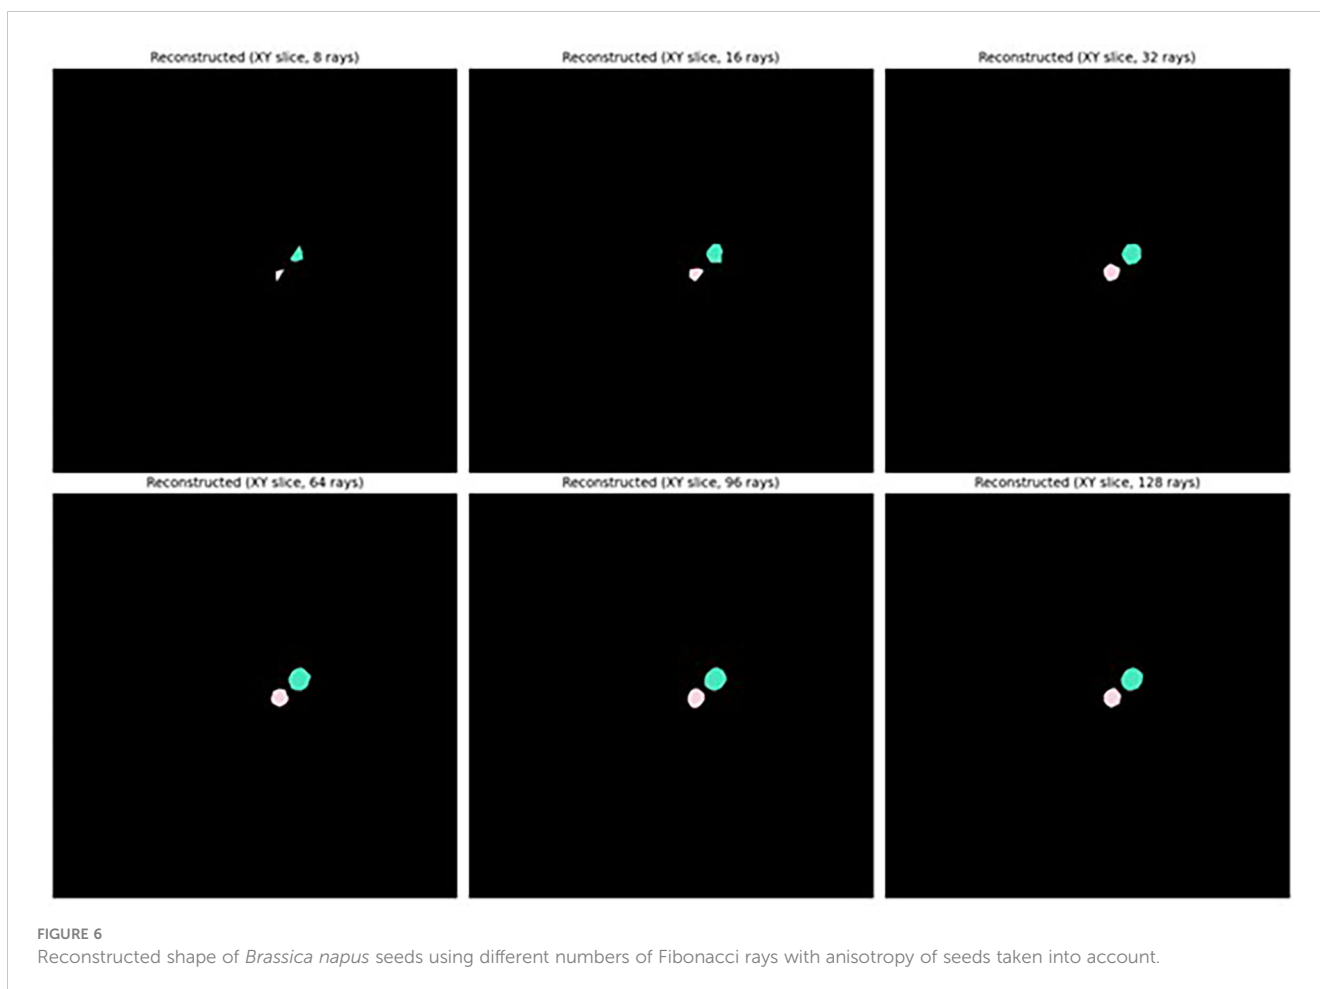 Reconstructed (XY slice, 8 rays)
Reconstructed (XY slice, 16 rays)
Reconstructed (XY slice, 32 rays)
Reconstructed (XY slice, 64 rays)
Reconstructed (XY slice, 96 rays)
Reconstructed (XY slice, 128 rays)
FIGURE 6
Reconstructed shape of Brassica napus seeds using different numbers of Fibonacci rays with anisotropy of seeds taken into account.